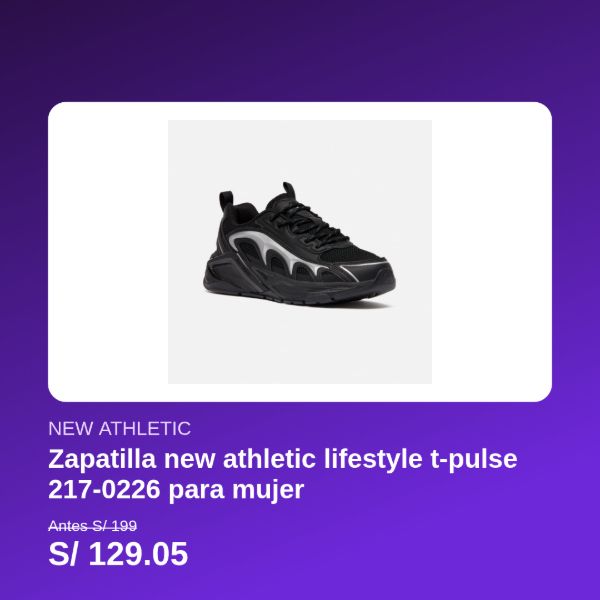 NEW ATHLETIC
Zapatilla new athletic lifestyle t-pulse
217-0226 para mujer
Antes S/ 199
S/ 129.05